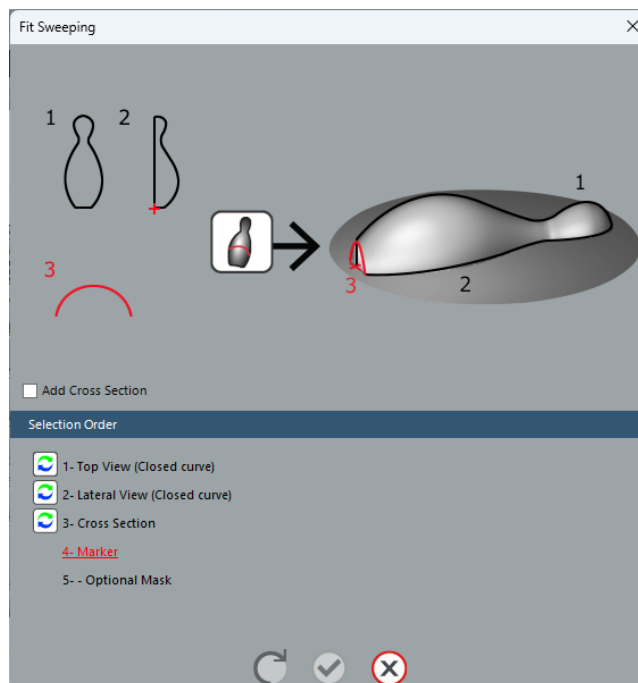 Fit Sweeping
1
2
3
1
2
3
Add Cross Section
Selection Order
1- Top View (Closed curve)
2- Lateral View (Closed curve)
3- Cross Section
4- Marker
5- - Optional Mask